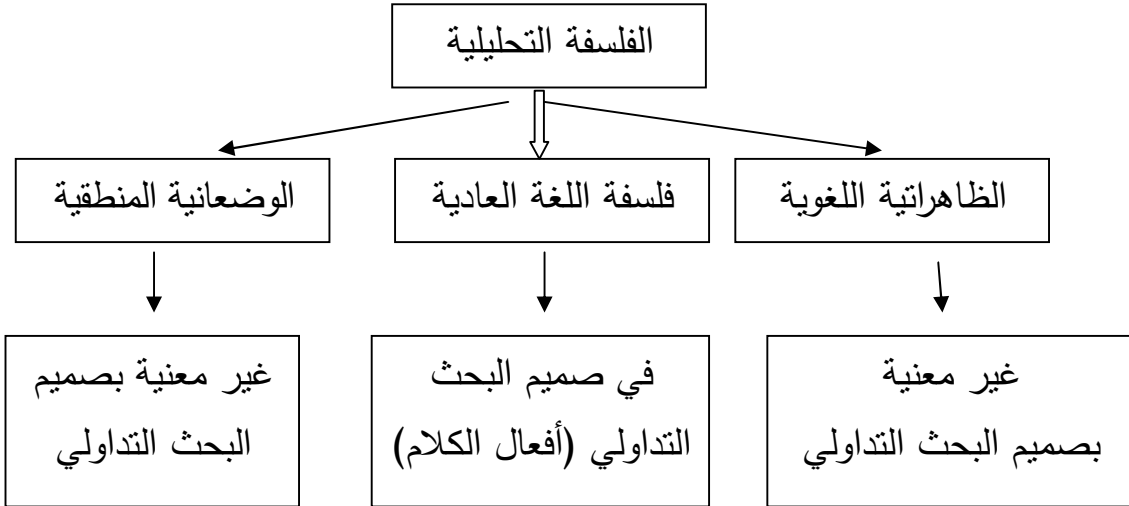 الفلسفة التحليلية
الظاهراتية اللغوية
فلسفة اللغة العادية
الوضعانية المنطقية
غير معنية
بصميم البحث التداولي
في صميم البحث
التداولي (أفعال الكلام)
غير معنية بصميم
البحث التداولي